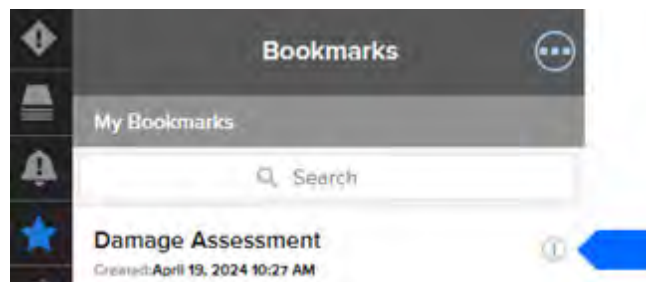 Bookmarks
My Bookmarks
Search
Damage Assessment
Created:April 19, 2024 10:27 AM